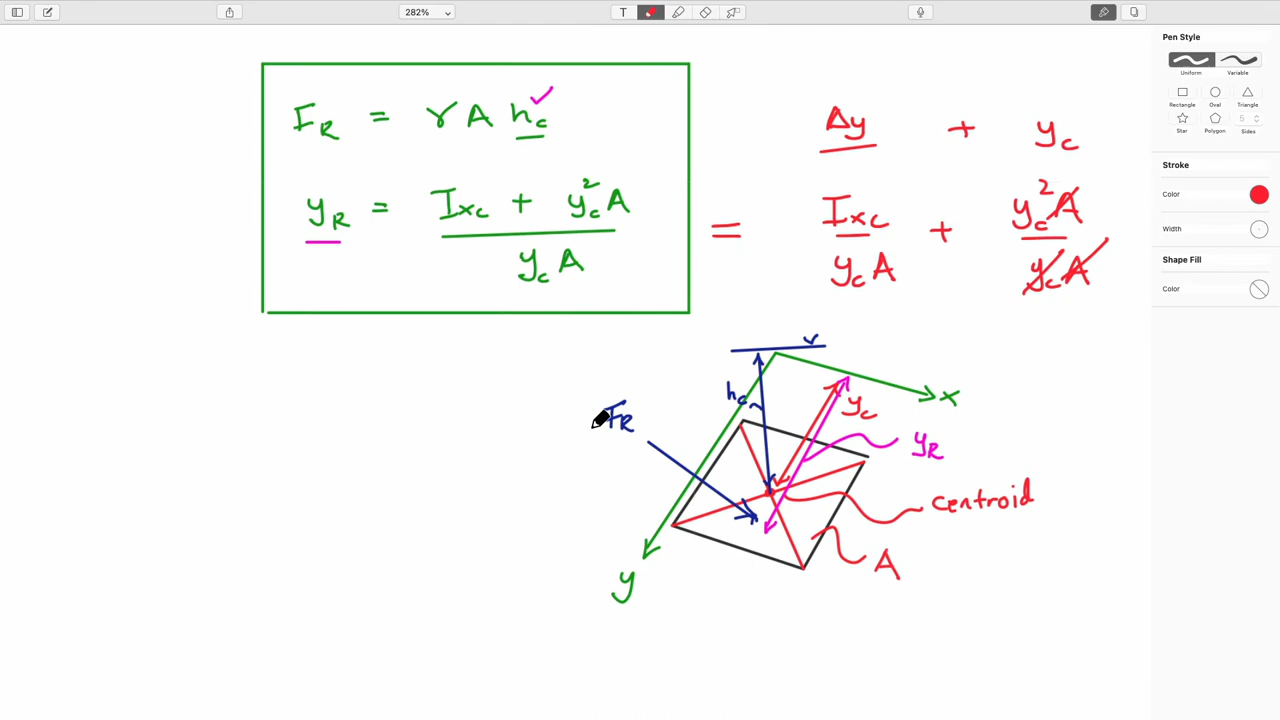 282%
T
Pen Style
Uniform Variable
Rectangle Oval Triangle
Star Polygon 5 Sides
Stroke
Color
Width
Shape Fill
Color
F_R = γ A h_c ✓
y_R = (I_xc + y_c² A) / (y_c A)
Δy + y_c
= I_xc / (y_c A) + y_c² A / (y_c A)
h_c
x
F_R
y_c
y_R
centroid
A
y